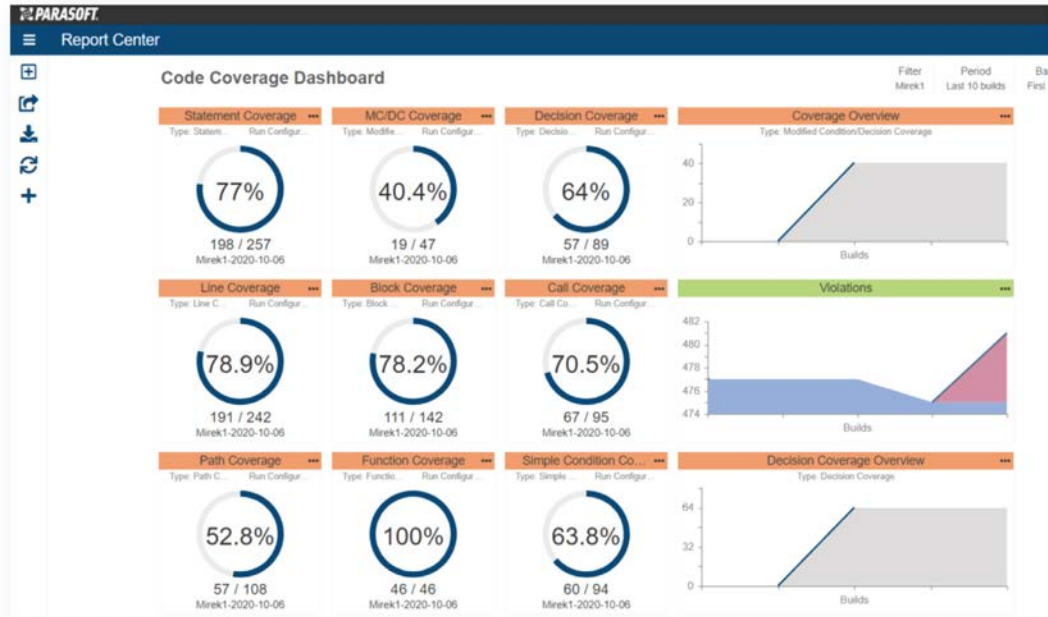 PARASOFT.
Report Center
Code Coverage Dashboard
Filter
Mirek1
Period
Last 10 builds
Ba
First
Statement Coverage
Type: Statem... Run Configur...
77%
198 / 257
Mirek1-2020-10-06
MC/DC Coverage
Type: Modifie... Run Configur...
40.4%
19 / 47
Mirek1-2020-10-06
Decision Coverage
Type: Decisio... Run Configur...
64%
57 / 89
Mirek1-2020-10-06
Coverage Overview
Type: Modified Condition/Decision Coverage
40
20
0
Builds
Line Coverage
Type: Line C... Run Configur...
78.9%
191 / 242
Mirek1-2020-10-06
Block Coverage
Type: Block... Run Configur...
78.2%
111 / 142
Mirek1-2020-10-06
Call Coverage
Type: Call Co... Run Configur...
70.5%
67 / 95
Mirek1-2020-10-06
Violations
482
480
478
476
474
Builds
Path Coverage
Type: Path C... Run Configur...
52.8%
57 / 108
Mirek1-2020-10-06
Function Coverage
Type: Functio... Run Configur...
100%
46 / 46
Mirek1-2020-10-06
Simple Condition Co...
Type: Simple ... Run Configur...
63.8%
60 / 94
Mirek1-2020-10-06
Decision Coverage Overview
Type: Decision Coverage
64
32
0
Builds